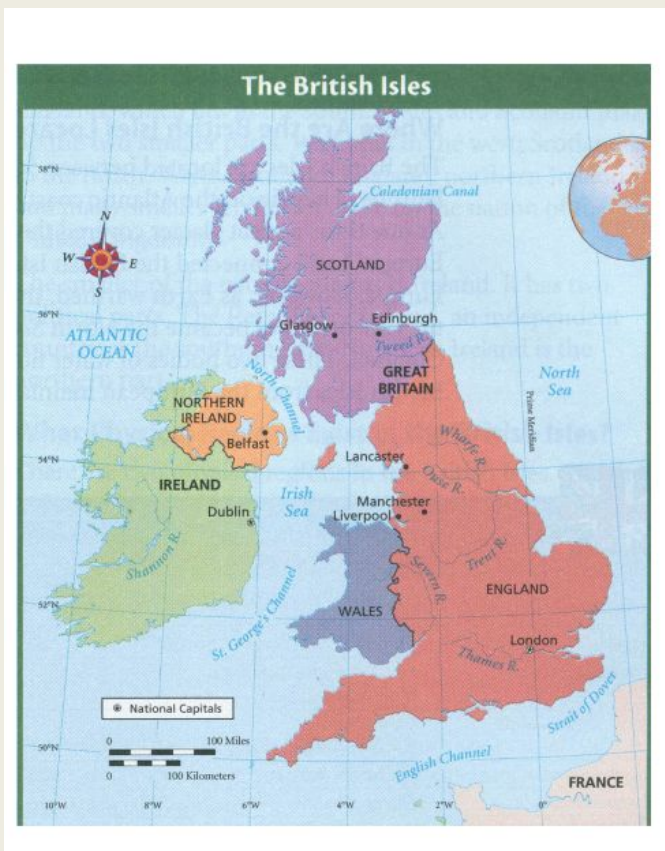 The British Isles
58°N
Caledonian Canal
N
W
E
S
SCOTLAND
56°N
Glasgow
Edinburgh
ATLANTIC
OCEAN
Tweed R.
North Channel
GREAT
BRITAIN
North
Sea
NORTHERN
IRELAND
Prime Meridian
Belfast
Wharfe R.
54°N
Lancaster
IRELAND
Ouse R.
Irish
Sea
Manchester
Dublin
Liverpool
Shannon R.
Trent R.
Severn R.
ENGLAND
52°N
WALES
St. George's Channel
London
Thames R.
National Capitals
Strait of Dover
0 100 Miles
50°N
English Channel
0 100 Kilometers
FRANCE
10°W
8°W
6°W
4°W
2°W
0°